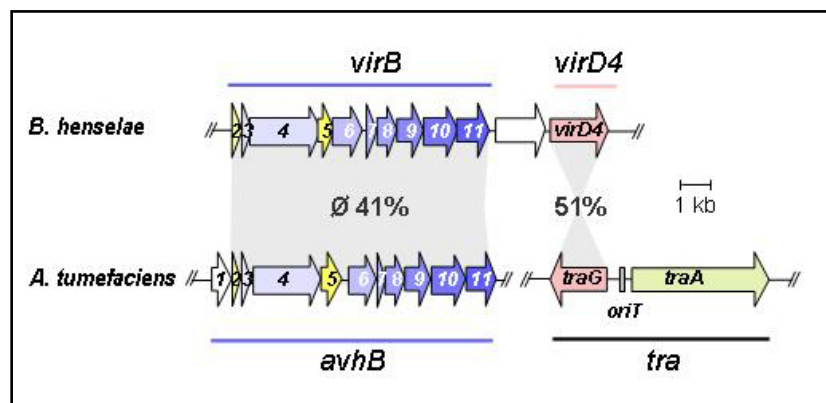 virB virD4
B. henselae // 2 3 4 5 6 7 8 9 10 11 virD4 //
Ø 41% 51% 1 kb
A. tumefaciens // 1 2 3 4 5 6 7 8 9 10 11 // // traG traA //
oriT
avhB tra